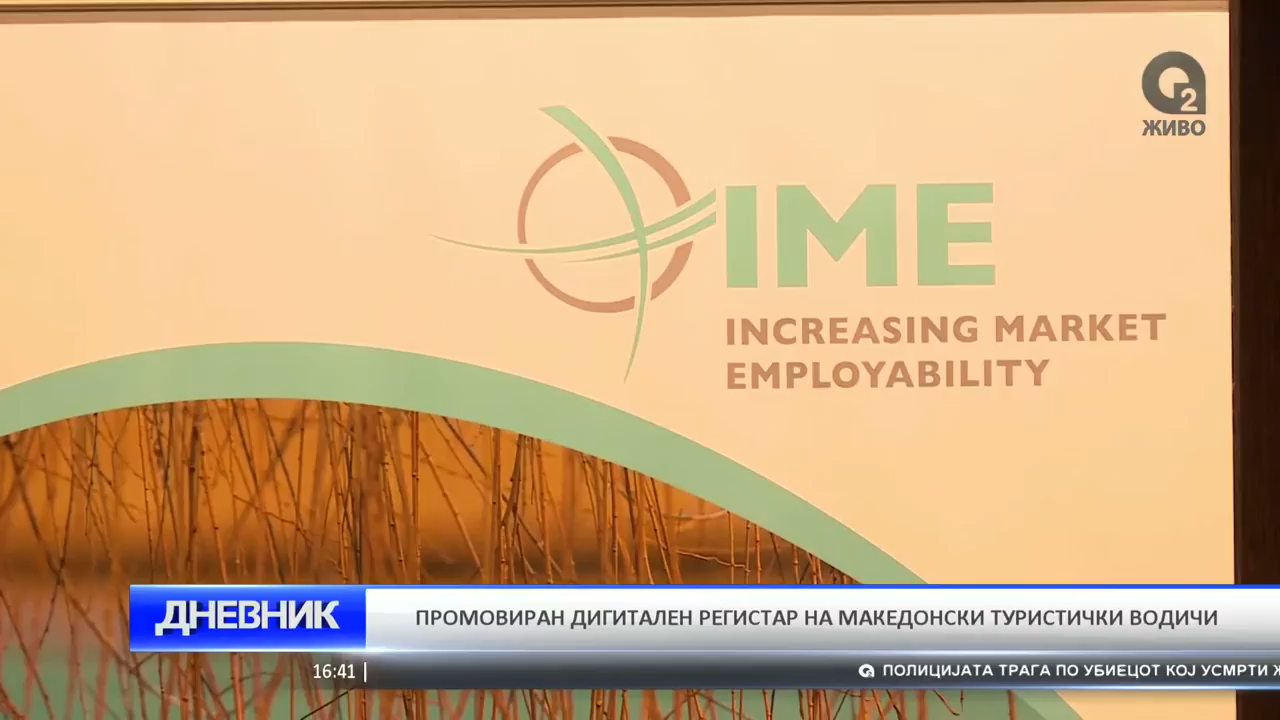 2
ЖИВО
IME
INCREASING MARKET
EMPLOYABILITY
ДНЕВНИК
ПРОМОВИРАН ДИГИТАЛЕН РЕГИСТАР НА МАКЕДОНСКИ ТУРИСТИЧКИ ВОДИЧИ
16:41 |
ПОЛИЦИЈАТА ТРАГА ПО УБИЕЦОТ КОЈ УСМРТИ